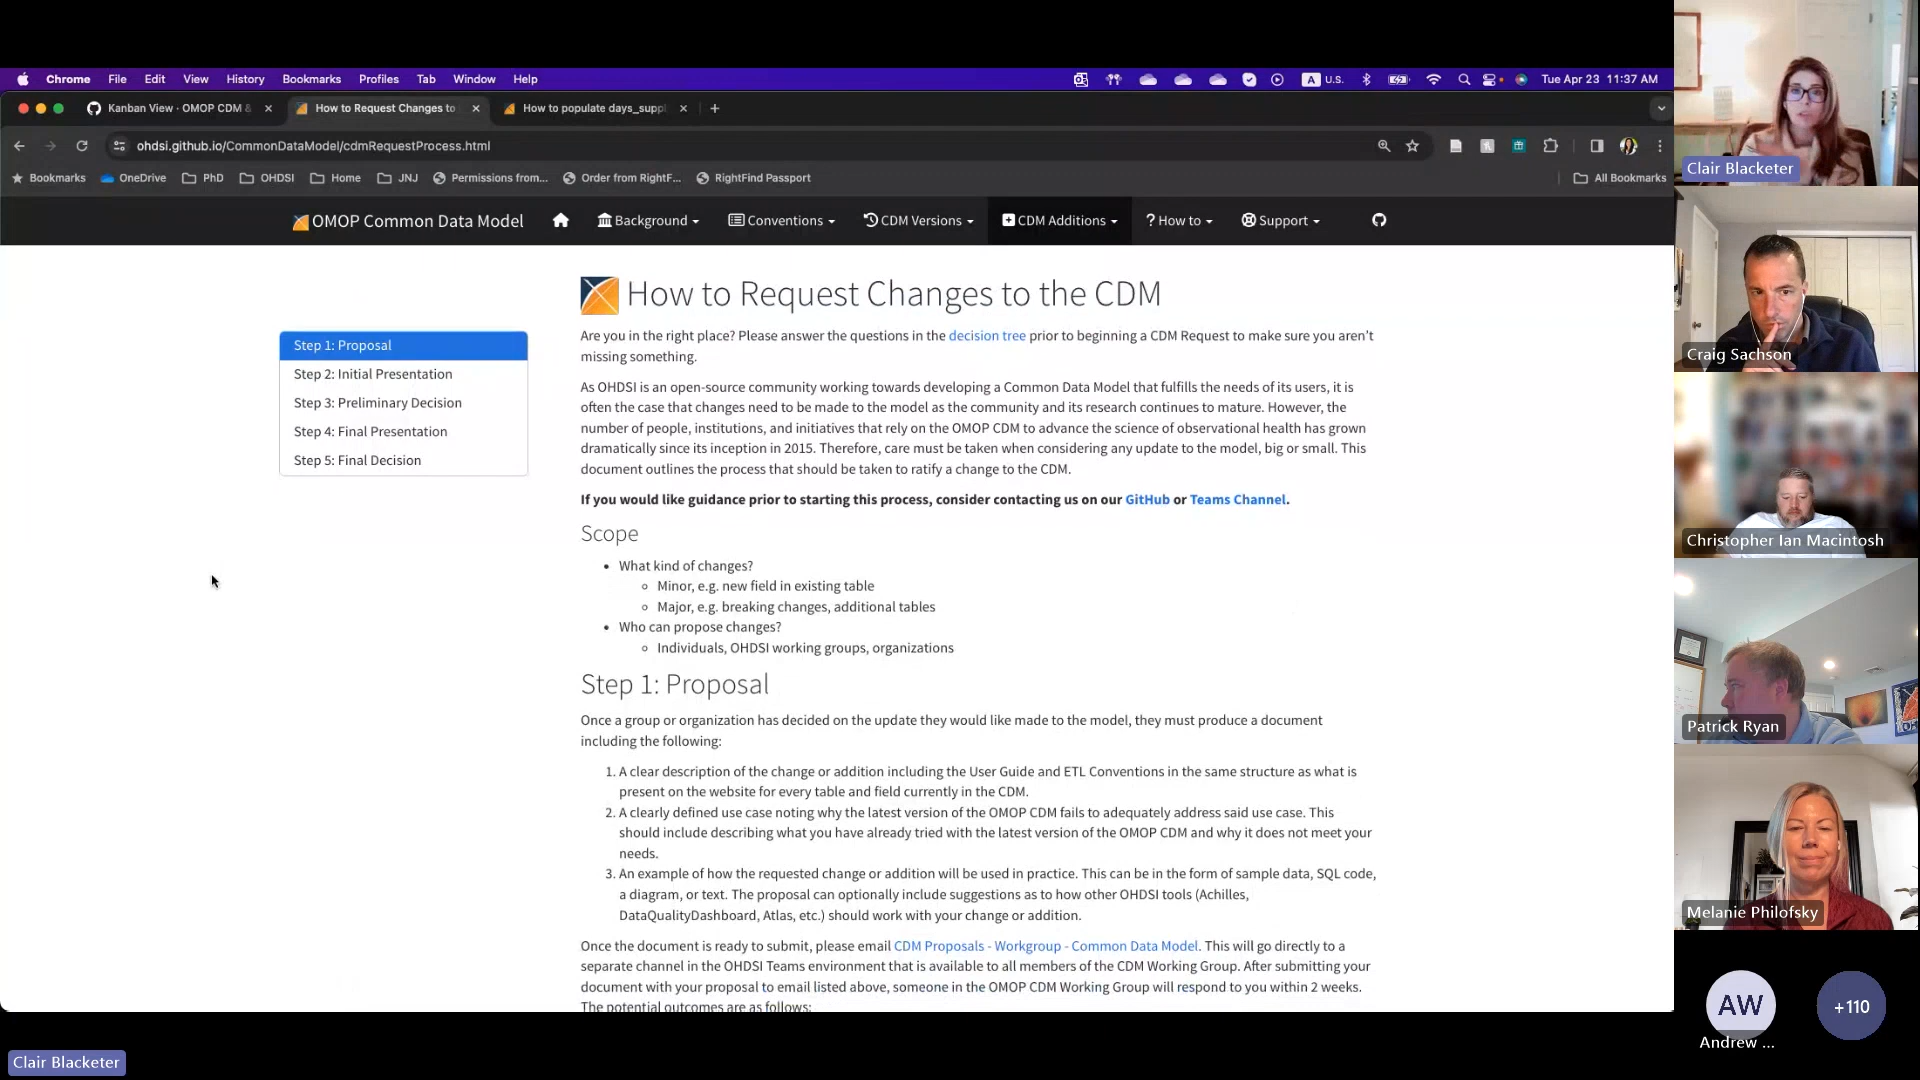 Chrome File Edit View History Bookmarks Profiles Tab Window Help
A U.S.
Tue Apr 23 11:37 AM
Kanban View · OMOP CDM &
How to Request Changes to
How to populate days_suppl
ohdsi.github.io/CommonDataModel/cdmRequestProcess.html
Bookmarks OneDrive PhD OHDSI Home JNJ Permissions from... Order from RightF... RightFind Passport All Bookmarks
OMOP Common Data Model Background Conventions CDM Versions CDM Additions ? How to Support
How to Request Changes to the CDM
Step 1: Proposal
Step 2: Initial Presentation
Step 3: Preliminary Decision
Step 4: Final Presentation
Step 5: Final Decision
Are you in the right place? Please answer the questions in the decision tree prior to beginning a CDM Request to make sure you aren't
missing something.
As OHDSI is an open-source community working towards developing a Common Data Model that fulfills the needs of its users, it is
often the case that changes need to be made to the model as the community and its research continues to mature. However, the
number of people, institutions, and initiatives that rely on the OMOP CDM to advance the science of observational health has grown
dramatically since its inception in 2015. Therefore, care must be taken when considering any update to the model, big or small. This
document outlines the process that should be taken to ratify a change to the CDM.
If you would like guidance prior to starting this process, consider contacting us on our GitHub or Teams Channel.
Scope
• What kind of changes?
◦ Minor, e.g. new field in existing table
◦ Major, e.g. breaking changes, additional tables
• Who can propose changes?
◦ Individuals, OHDSI working groups, organizations
Step 1: Proposal
Once a group or organization has decided on the update they would like made to the model, they must produce a document
including the following:
1. A clear description of the change or addition including the User Guide and ETL Conventions in the same structure as what is
present on the website for every table and field currently in the CDM.
2. A clearly defined use case noting why the latest version of the OMOP CDM fails to adequately address said use case. This
should include describing what you have already tried with the latest version of the OMOP CDM and why it does not meet your
needs.
3. An example of how the requested change or addition will be used in practice. This can be in the form of sample data, SQL code,
a diagram, or text. The proposal can optionally include suggestions as to how other OHDSI tools (Achilles,
DataQualityDashboard, Atlas, etc.) should work with your change or addition.
Once the document is ready to submit, please email CDM Proposals - Workgroup - Common Data Model. This will go directly to a
separate channel in the OHDSI Teams environment that is available to all members of the CDM Working Group. After submitting your
document with your proposal to email listed above, someone in the OMOP CDM Working Group will respond to you within 2 weeks.
The potential outcomes are as follows:
Clair Blacketer
Craig Sachson
Christopher Ian Macintosh
Patrick Ryan
Melanie Philofsky
AW
Andrew ...
+110
Clair Blacketer